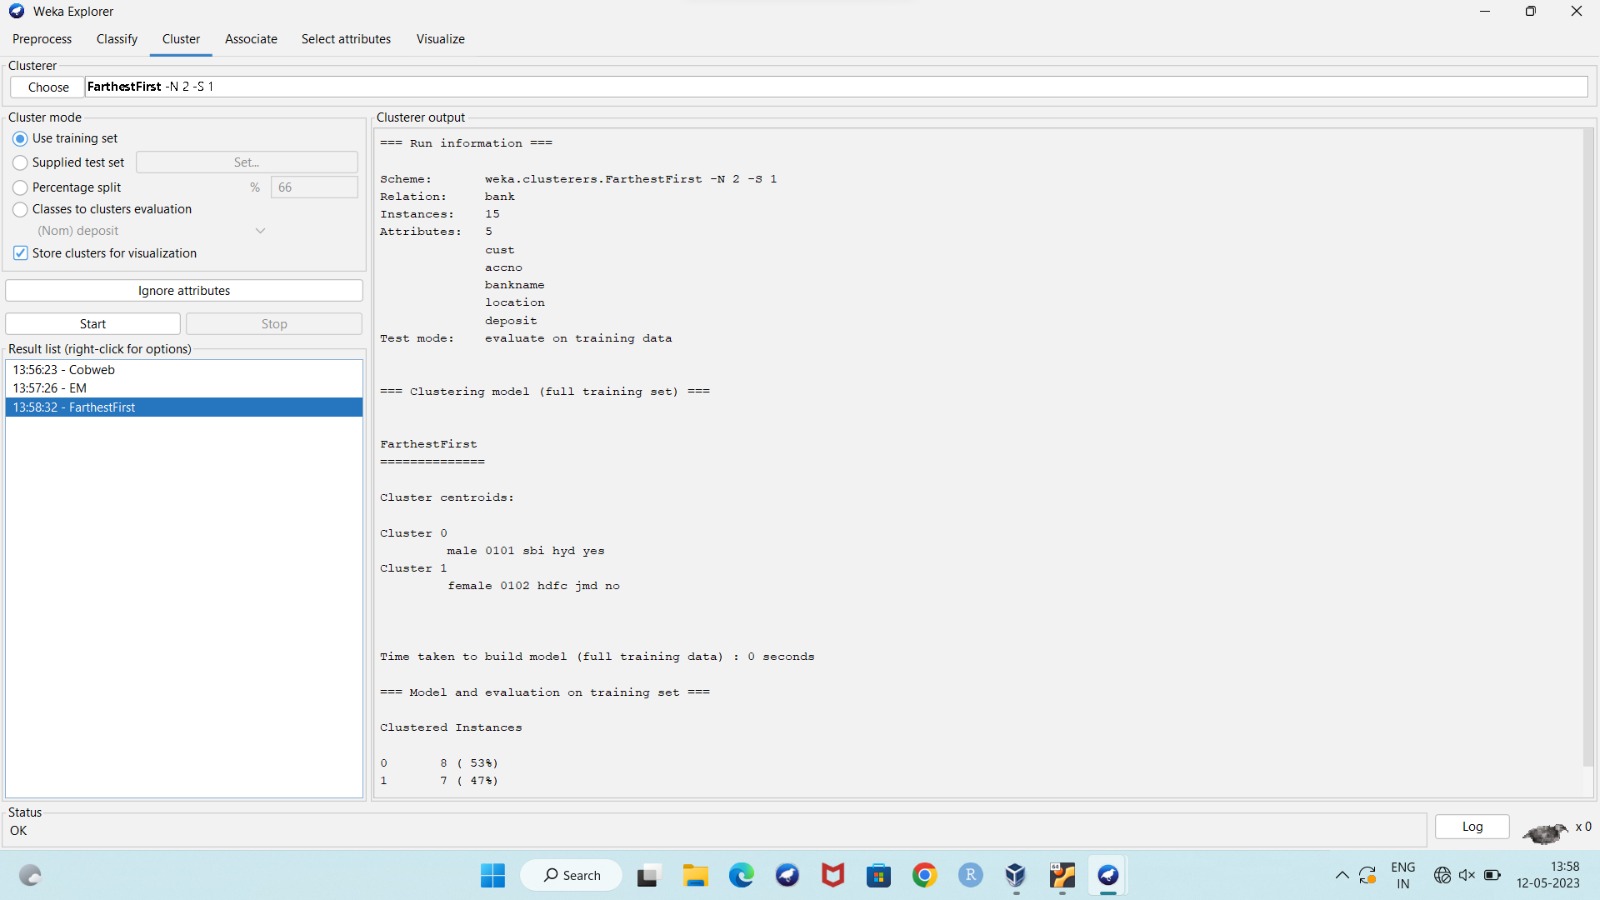 Weka Explorer
Preprocess Classify Cluster Associate Select attributes Visualize
Clusterer
Choose FarthestFirst -N 2 -S 1
Cluster mode
Use training set
Supplied test set Set...
Percentage split % 66
Classes to clusters evaluation
(Nom) deposit
Store clusters for visualization
Ignore attributes
Start Stop
Result list (right-click for options)
13:56:23 - Cobweb
13:57:26 - EM
13:58:32 - FarthestFirst
Clusterer output
=== Run information ===
Scheme: weka.clusterers.FarthestFirst -N 2 -S 1
Relation: bank
Instances: 15
Attributes: 5
cust
accno
bankname
location
deposit
Test mode: evaluate on training data
=== Clustering model (full training set) ===
FarthestFirst
==============
Cluster centroids:
Cluster 0
male 0101 sbi hyd yes
Cluster 1
female 0102 hdfc jmd no
Time taken to build model (full training data) : 0 seconds
=== Model and evaluation on training set ===
Clustered Instances
0 8 ( 53%)
1 7 ( 47%)
Status
OK
Log x 0
Search
R
64
ENG
IN
13:58
12-05-2023